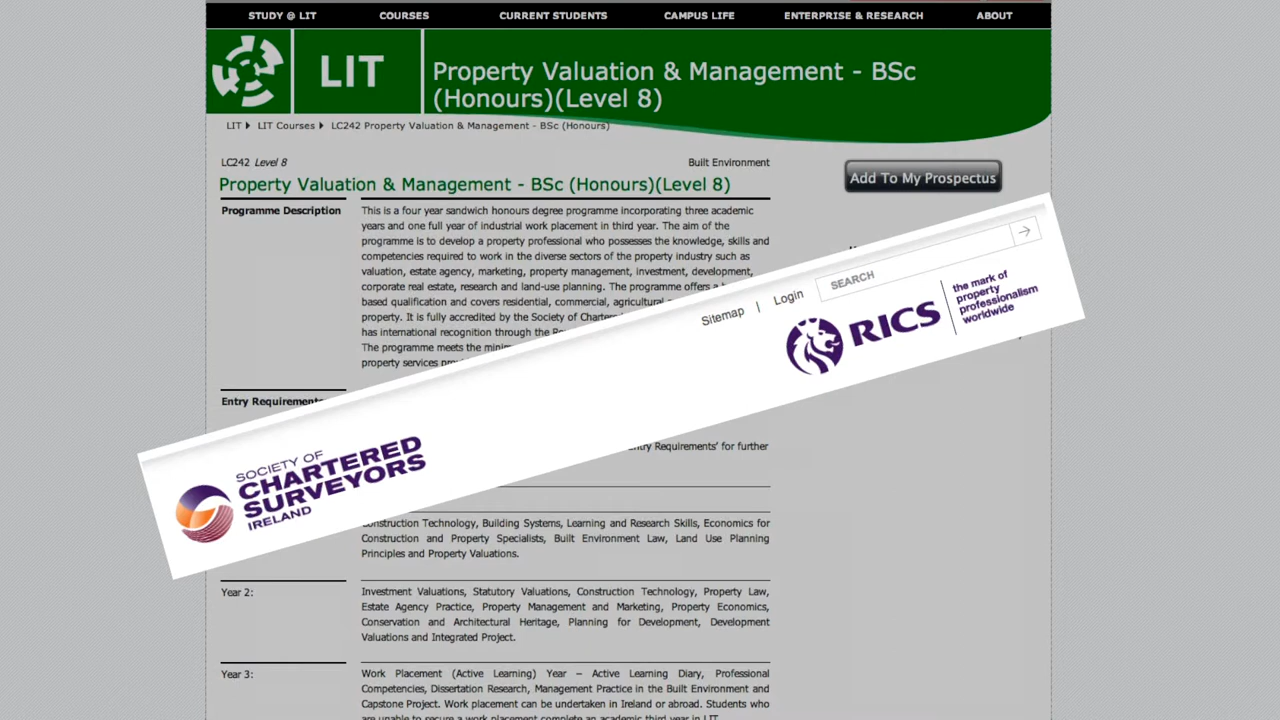 STUDY @ LIT COURSES CURRENT STUDENTS CAMPUS LIFE ENTERPRISE & RESEARCH ABOUT
LIT
Property Valuation & Management - BSc
(Honours)(Level 8)
LIT LIT Courses LC242 Property Valuation & Management - BSc (Honours)
LC242 Level 8 Built Environment
Add To My Prospectus
Property Valuation & Management - BSc (Honours)(Level 8)
Programme Description
This is a four year sandwich honours degree programme incorporating three academic
years and one full year of industrial work placement in third year. The aim of the
programme is to develop a property professional who possesses the knowledge, skills and
competencies required to work in the diverse sectors of the property industry such as
valuation, estate agency, marketing, property management, investment, development,
corporate real estate, research and land-use planning. The programme offers a
based qualification and covers residential, commercial, agricultural
property. It is fully accredited by the Society of
has international recognition through the
The programme meets the
property services
SEARCH
Sitemap | Login
RICS
the mark of
property
professionalism
worldwide
Entry Requirements
Entry Requirements' for further
SOCIETY OF
CHARTERED
SURVEYORS
IRELAND
Construction Technology, Building Systems, Learning and Research Skills, Economics for
Construction and Property Specialists, Built Environment Law, Land Use Planning
Principles and Property Valuations.
Year 2:
Investment Valuations, Statutory Valuations, Construction Technology, Property Law,
Estate Agency Practice, Property Management and Marketing, Property Economics,
Conservation and Architectural Heritage, Planning for Development, Development
Valuations and Integrated Project.
Year 3:
Work Placement (Active Learning) Year – Active Learning Diary, Professional
Competencies, Dissertation Research, Management Practice in the Built Environment and
Capstone Project. Work placement can be undertaken in Ireland or abroad. Students who
are unable to secure a work placement complete an academic third year in LIT.